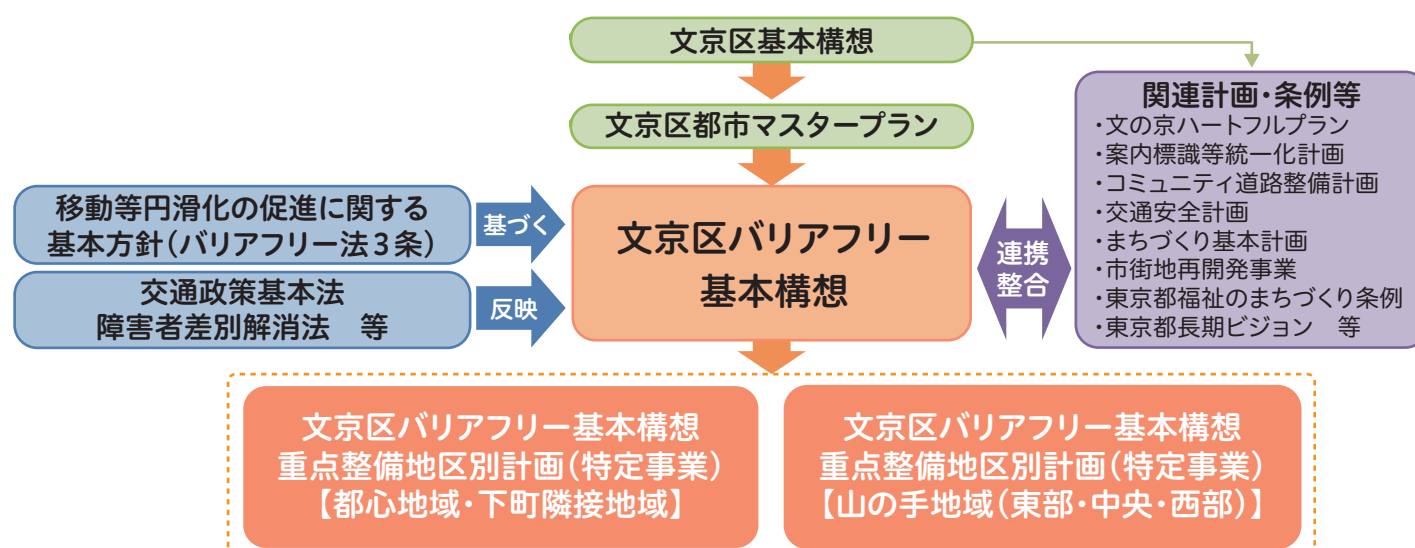 文京区基本構想
文京区都市マスタープラン
移動等円滑化の促進に関する
基本方針（バリアフリー法3条）
基づく
交通政策基本法
障害者差別解消法　等
反映
文京区バリアフリー
基本構想
連携
整合
関連計画・条例等
・文の京ハートフルプラン
・案内標識等統一化計画
・コミュニティ道路整備計画
・交通安全計画
・まちづくり基本計画
・市街地再開発事業
・東京都福祉のまちづくり条例
・東京都長期ビジョン　等
文京区バリアフリー基本構想
重点整備地区別計画（特定事業）
【都心地域・下町隣接地域】
文京区バリアフリー基本構想
重点整備地区別計画（特定事業）
【山の手地域（東部・中央・西部）】